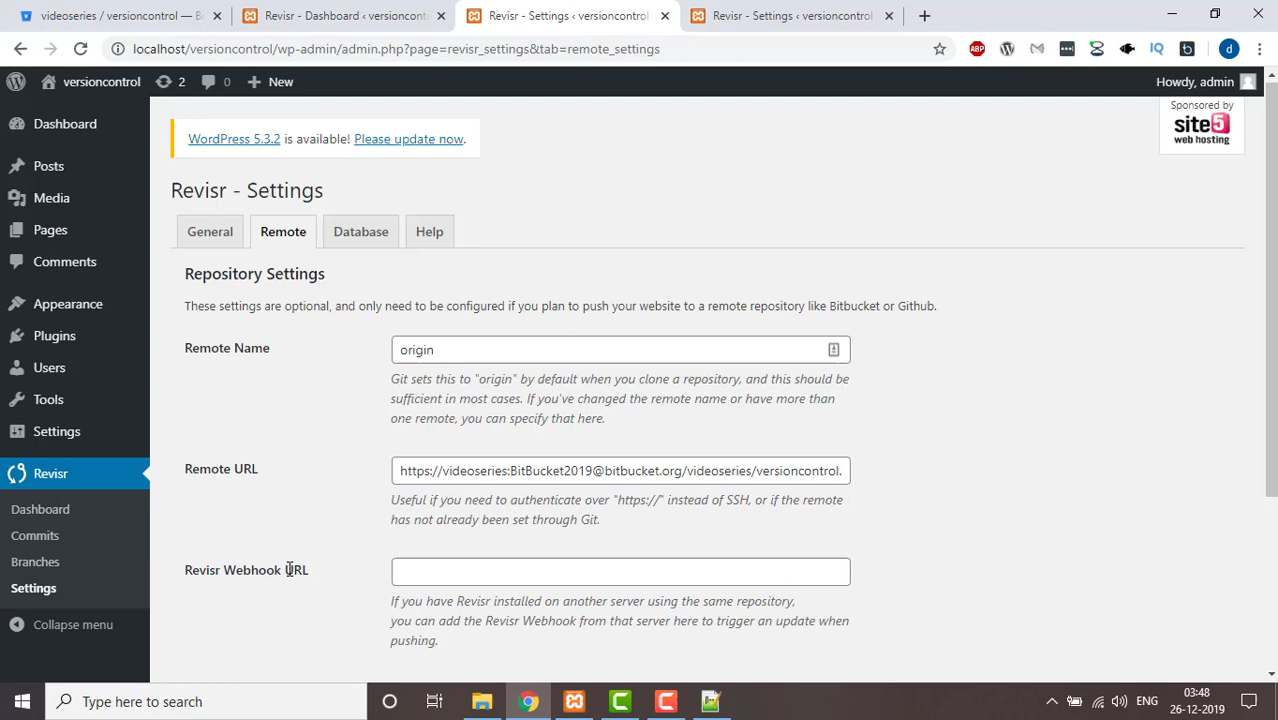 videoseries / versioncontrol — B
Revisr - Dashboard ‹ versioncont
Revisr - Settings ‹ versioncontrol
Revisr - Settings ‹ versioncontrol
localhost/versioncontrol/wp-admin/admin.php?page=revisr_settings&tab=remote_settings
ABP
IQ
d
versioncontrol
2
0
New
Howdy, admin
Sponsored by
site5
web hosting
Dashboard
Posts
Media
Pages
Comments
Appearance
Plugins
Users
Tools
Settings
Revisr
Dashboard
Commits
Branches
Settings
Collapse menu
WordPress 5.3.2 is available! Please update now.
Revisr - Settings
General
Remote
Database
Help
Repository Settings
These settings are optional, and only need to be configured if you plan to push your website to a remote repository like Bitbucket or Github.
Remote Name
origin
Git sets this to "origin" by default when you clone a repository, and this should be
sufficient in most cases. If you've changed the remote name or have more than
one remote, you can specify that here.
Remote URL
https://videoseries:BitBucket2019@bitbucket.org/videoseries/versioncontrol.
Useful if you need to authenticate over "https://" instead of SSH, or if the remote
has not already been set through Git.
Revisr Webhook URL
If you have Revisr installed on another server using the same repository,
you can add the Revisr Webhook from that server here to trigger an update when
pushing.
Type here to search
ENG
03:48
26-12-2019